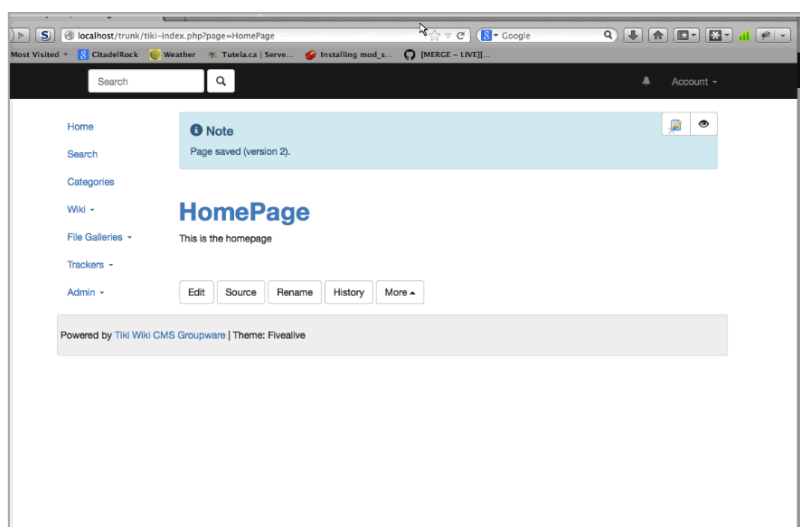 localhost/trunk/tiki-index.php?page=HomePage
Google
Most Visited
CitadelRock
Weather
Tutela.ca | Serve...
Installing mod_s...
[MERGE - LIVE][...
Search
Account
Home
Search
Categories
Wiki
File Galleries
Trackers
Admin
Note
Page saved (version 2).
HomePage
This is the homepage
Edit Source Rename History More
Powered by Tiki Wiki CMS Groupware | Theme: Fivealive